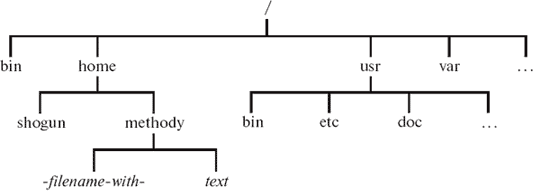 /
bin home usr var ...
shogun methody bin etc doc ...
-filename-with- text